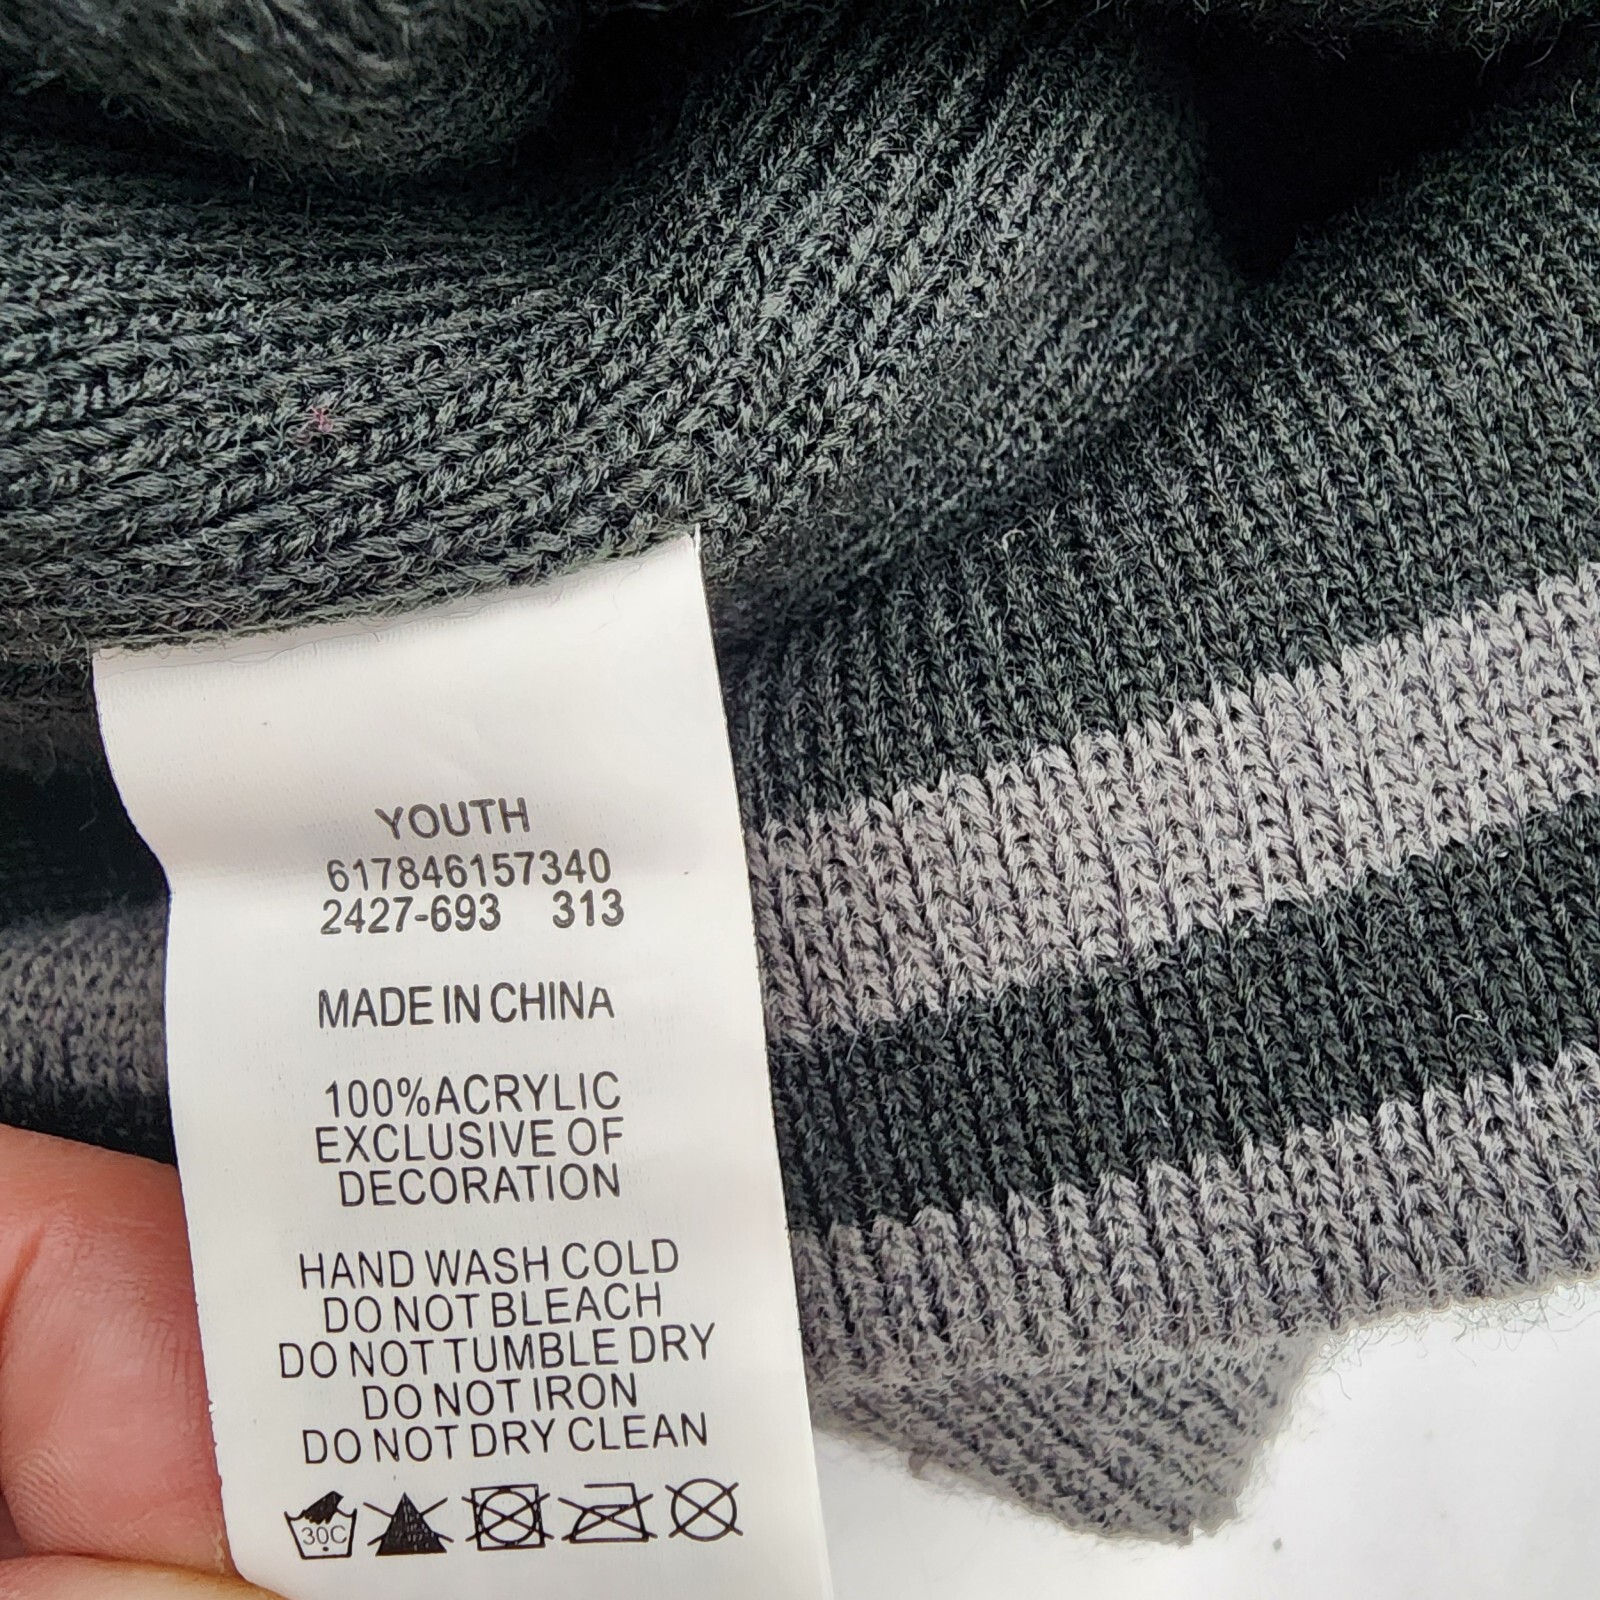 YOUTH
617846157340
2427-693 313
MADE IN CHINA
100%ACRYLIC
EXCLUSIVE OF
DECORATION
HAND WASH COLD
DO NOT BLEACH
DO NOT TUMBLE DRY
DO NOT IRON
DO NOT DRY CLEAN
30C